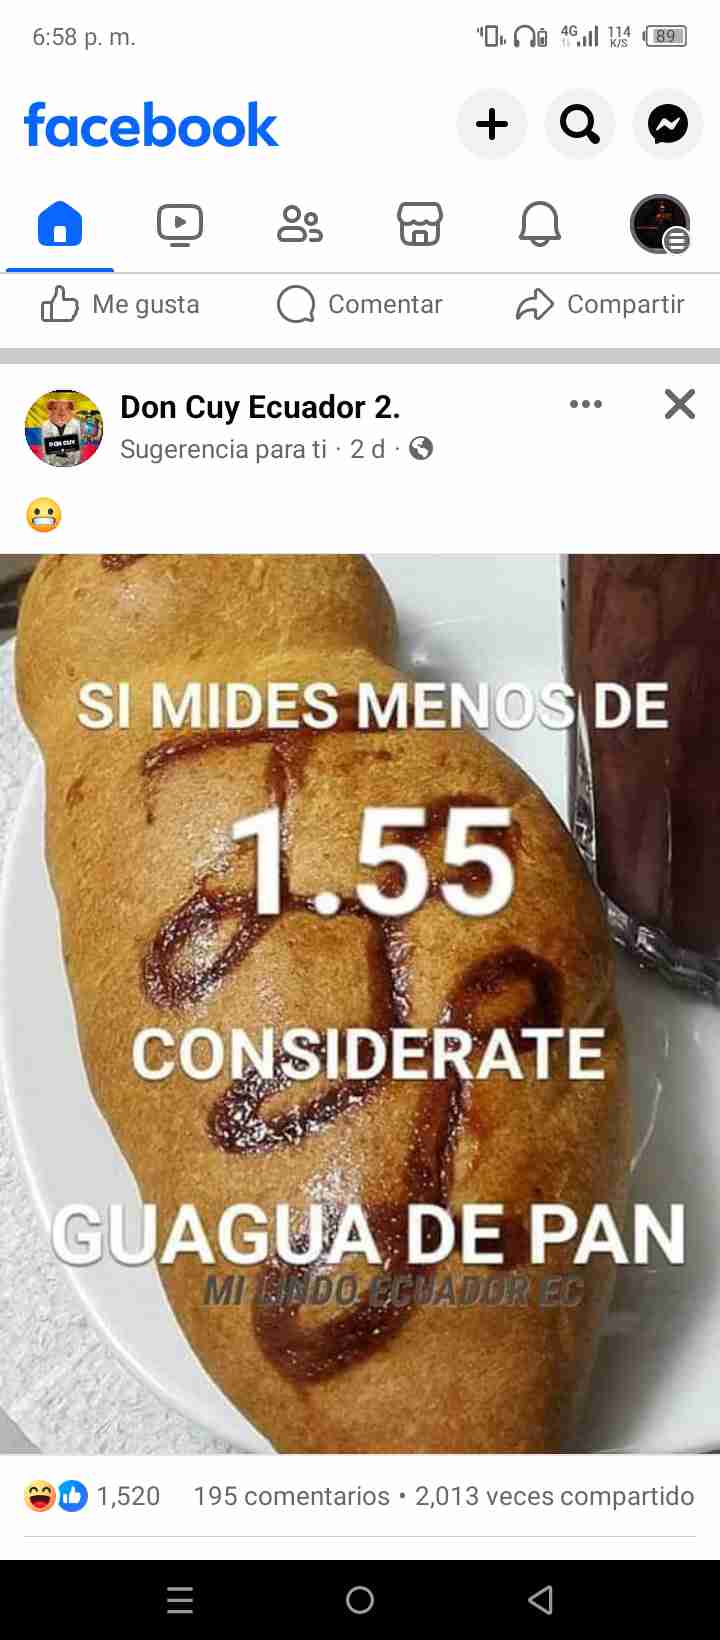 6:58 p. m.
4G 114 K/S 89
facebook
Me gusta Comentar Compartir
Don Cuy Ecuador 2.
Sugerencia para ti · 2 d ·
SI MIDES MENOS DE
1.55
CONSIDERATE
GUAGUA DE PAN
MI LINDO ECUADOR EC
1,520 195 comentarios • 2,013 veces compartido